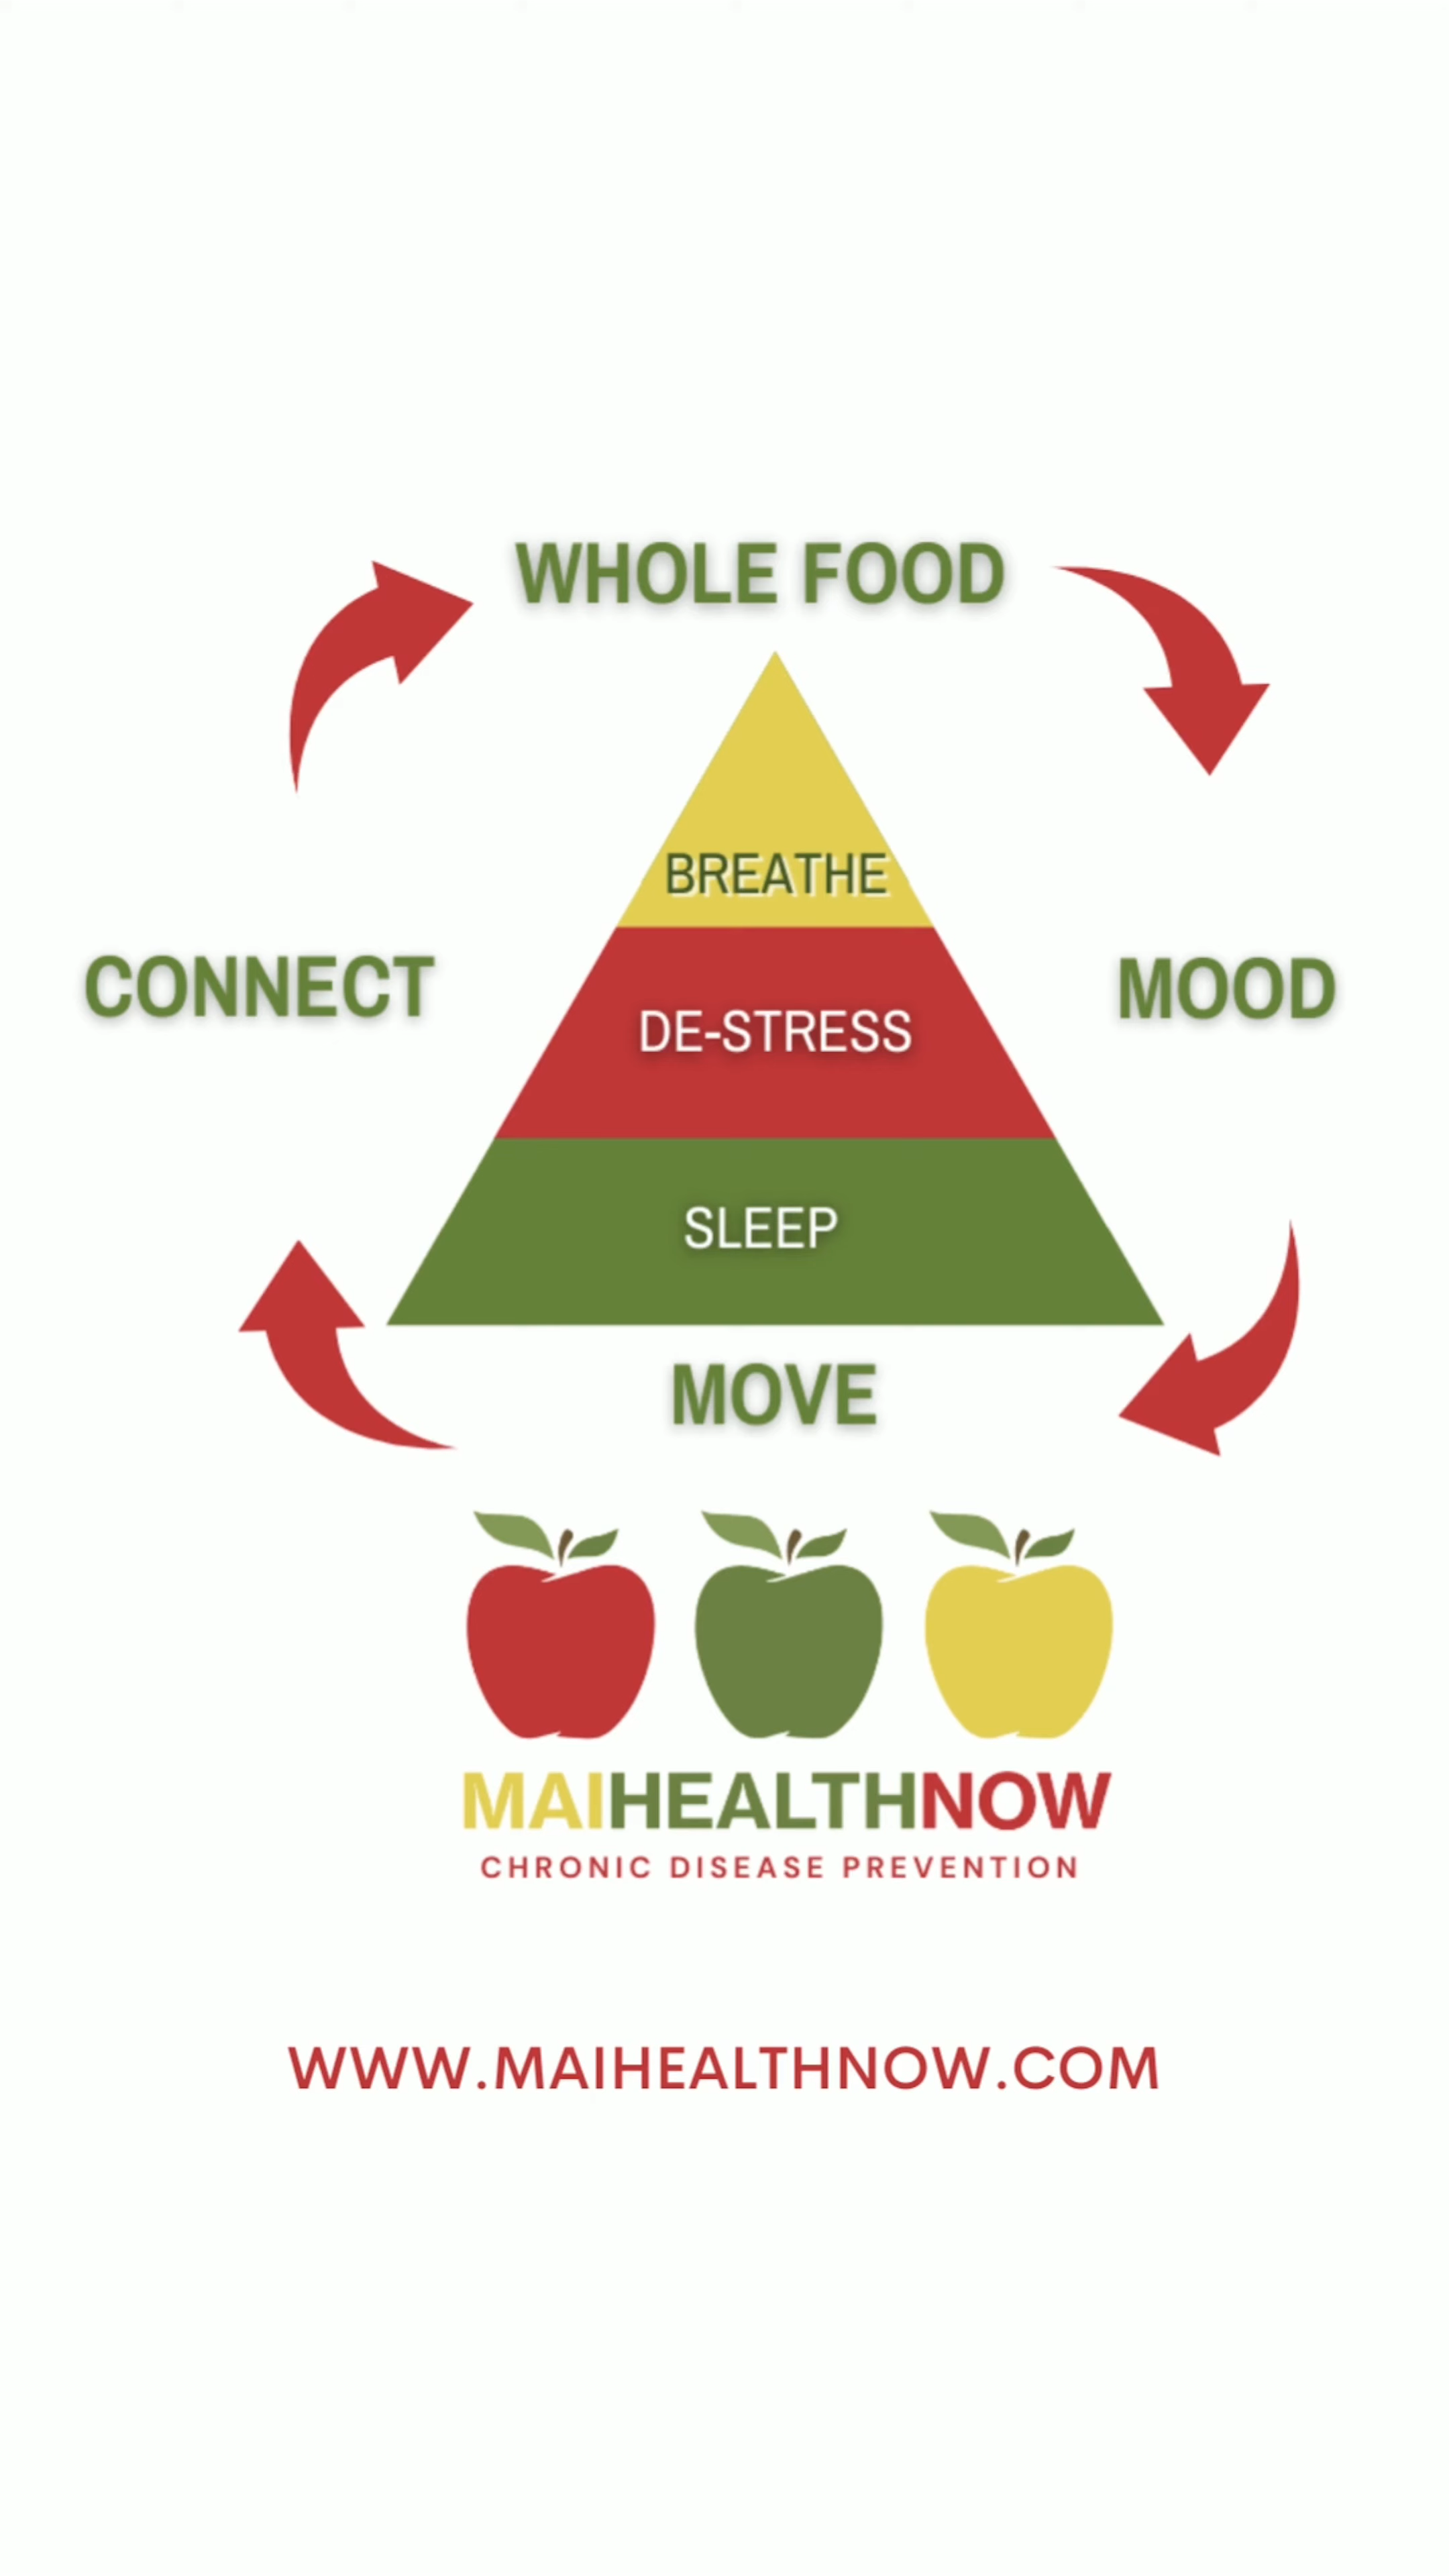 WHOLE FOOD
BREATHE
CONNECT
MOOD
DE-STRESS
SLEEP
MOVE
MAIHEALTHNOW
CHRONIC DISEASE PREVENTION
WWW.MAIHEALTHNOW.COM